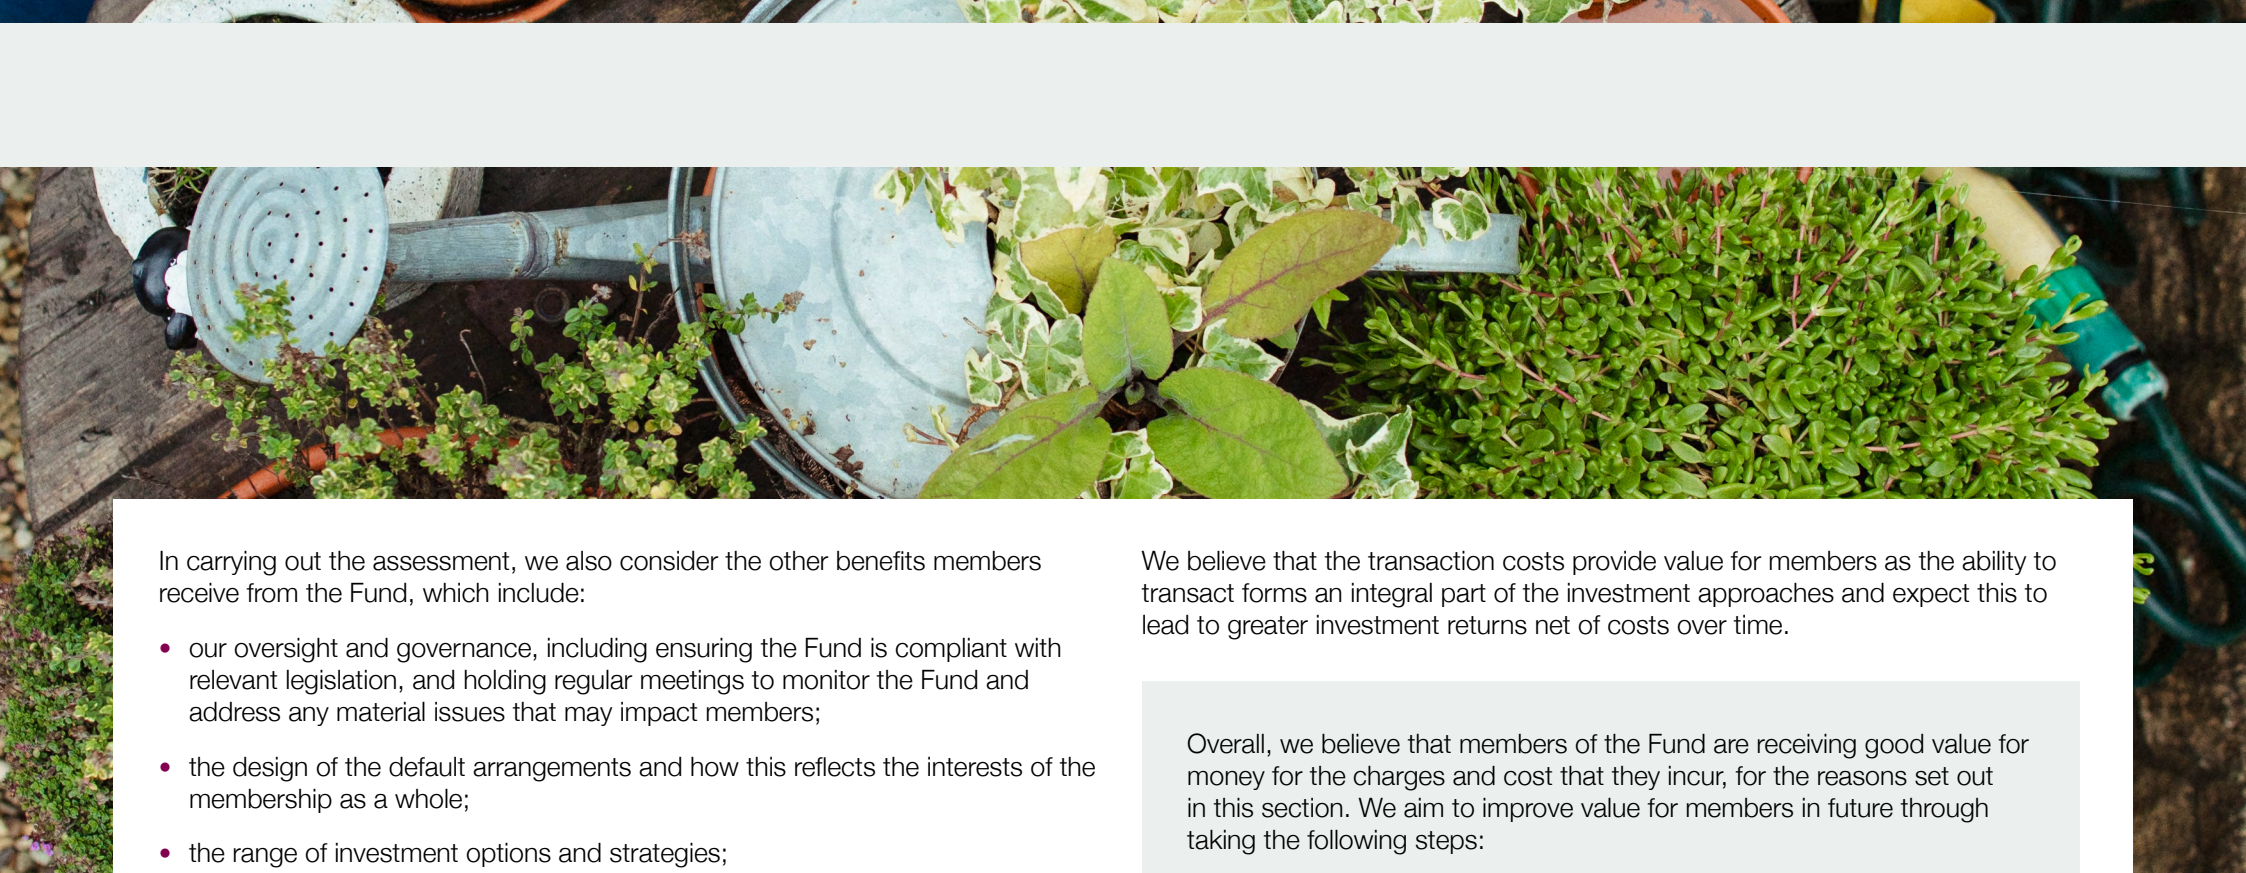 In carrying out the assessment, we also consider the other benefits members
receive from the Fund, which include:
• our oversight and governance, including ensuring the Fund is compliant with
relevant legislation, and holding regular meetings to monitor the Fund and
address any material issues that may impact members;
• the design of the default arrangements and how this reflects the interests of the
membership as a whole;
• the range of investment options and strategies;
We believe that the transaction costs provide value for members as the ability to
transact forms an integral part of the investment approaches and expect this to
lead to greater investment returns net of costs over time.
Overall, we believe that members of the Fund are receiving good value for
money for the charges and cost that they incur, for the reasons set out
in this section. We aim to improve value for members in future through
taking the following steps: